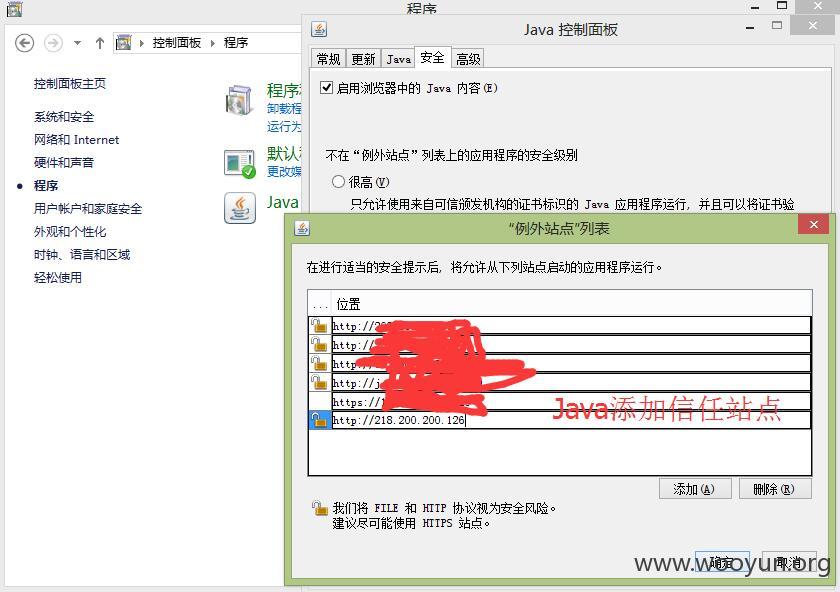 程序
控制面板 程序
控制面板主页
系统和安全
网络和 Internet
硬件和声音
程序
用户帐户和家庭安全
外观和个性化
时钟、语言和区域
轻松使用
程序
卸载程
运行为
默认
更改媒
Java
Java 控制面板
常规 更新 Java 安全 高级
启用浏览器中的 Java 内容(E)
不在“例外站点”列表上的应用程序的安全级别
很高(V)
只允许使用来自可信颁发机构的证书标识的 Java 应用程序运行，并且可以将证书验
“例外站点”列表
在进行适当的安全提示后，将允许从下列站点启动的应用程序运行。
... 位置
http://
http://
http://
http://j
https://
http://218.200.200.126
Java添加信任站点
添加(A) 删除(R)
我们将 FILE 和 HTTP 协议视为安全风险。
建议尽可能使用 HTTPS 站点。
确定 取消
www.wooyun.org